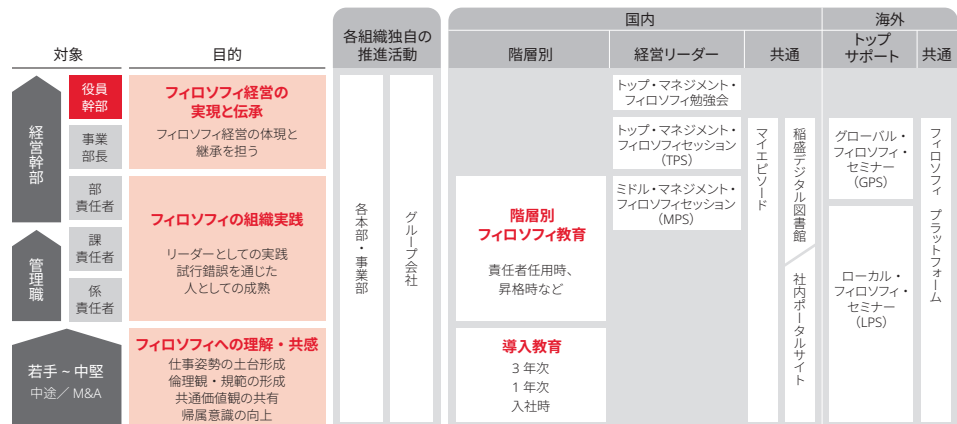 対象
目的
各組織独自の
推進活動
国内
海外
階層別
経営リーダー
共通
トップ
サポート
共通
経営幹部
役員
幹部
事業
部長
部
責任者
管理職
課
責任者
係
責任者
若手 ~ 中堅
中途／ M&A
フィロソフィ経営の
実現と伝承
フィロソフィ経営の体現と
継承を担う
フィロソフィの組織実践
リーダーとしての実践
試行錯誤を通じた
人としての成熟
フィロソフィへの理解・共感
仕事姿勢の土台形成
倫理観・規範の形成
共通価値観の共有
帰属意識の向上
各本部・事業部
グループ会社
階層別
フィロソフィ教育
責任者任用時、
昇格時など
導入教育
3 年次
1 年次
入社時
トップ・マネジメント・
フィロソフィ勉強会
トップ・マネジメント・
フィロソフィセッション
（TPS）
ミドル・マネジメント・
フィロソフィセッション
（MPS）
マイエピソード
稲盛デジタル図書館
社内ポータルサイト
グローバル・
フィロソフィ・
セミナー
（GPS）
ローカル・
フィロソフィ・
セミナー
（LPS）
フィロソフィ プラットフォーム